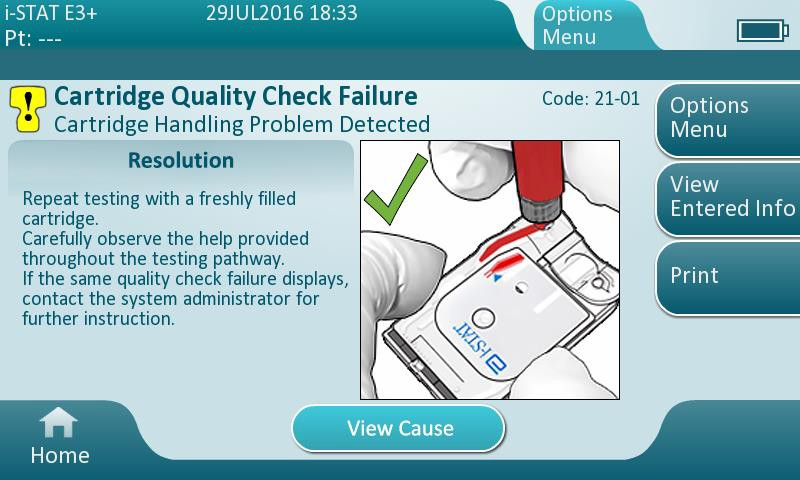 i-STAT E3+
29JUL2016 18:33
Options
Menu
Pt: ---
Cartridge Quality Check Failure
Code: 21-01
Cartridge Handling Problem Detected
Resolution
Repeat testing with a freshly filled
cartridge.
Carefully observe the help provided
throughout the testing pathway.
If the same quality check failure displays,
contact the system administrator for
further instruction.
i-STAT
Options
Menu
View
Entered Info
Print
View Cause
Home